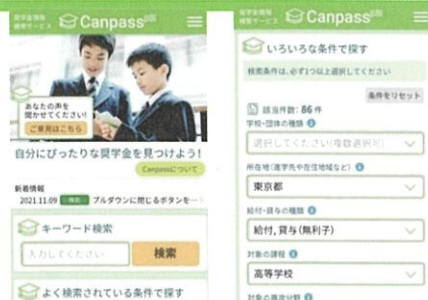 奨学金情報
検索サービス
Canpass
あなたの声を
聞かせてください!
ご意見はこちら
自分にぴったりな奨学金を見つけよう!
Canpassについて
新着情報
2021.11.09
プルダウンに閉じるボタンを…
キーワード検索
入力してください
検索
よく検索されている条件で探す
奨学金情報
検索サービス
Canpass
いろいろな条件で探す
検索条件は、必ず1つ以上選択してください
条件をリセット
該当件数: 86 件
学校・団体の種類
選択してください(複数選択可)
所在地(進学先や在住地域など)
東京都
給付・貸与の種類
給付, 貸与(無利子)
対象の課程
高等学校